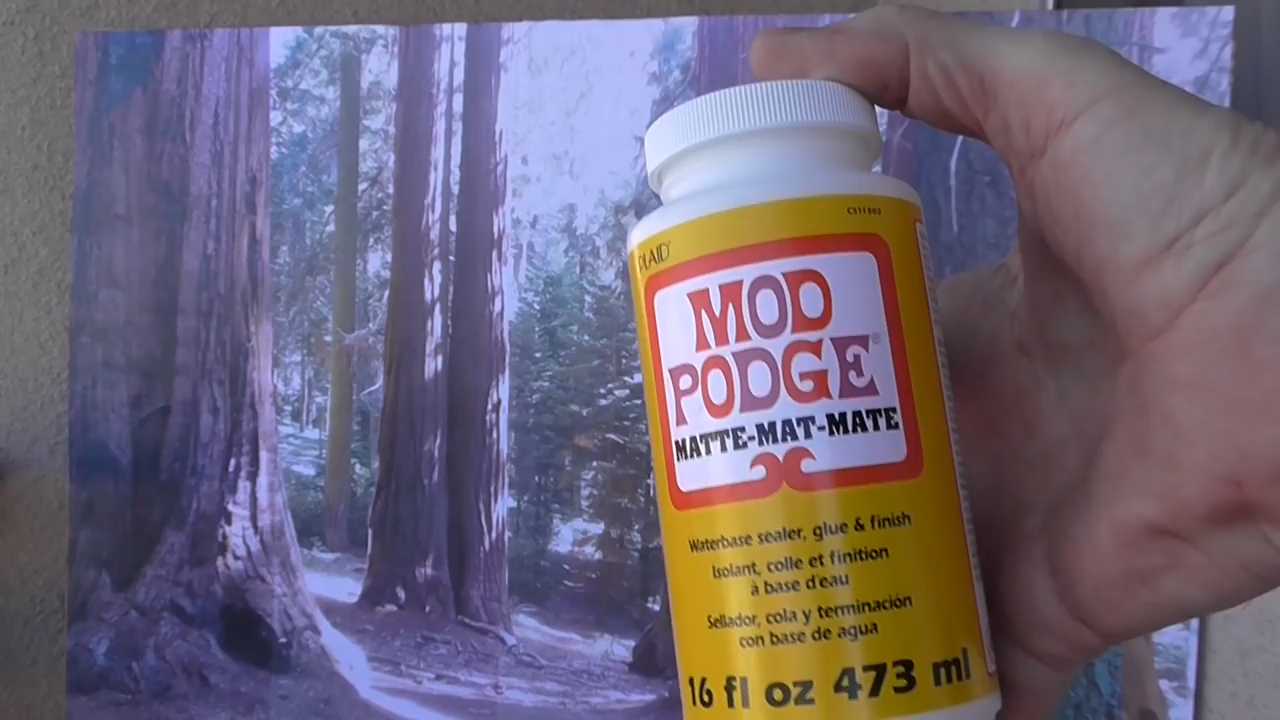 CS11302
PLAID
MOD
PODGE®
MATTE-MAT-MATE
Waterbase sealer, glue & finish
Isolant, colle et finition
à base d'eau
Sellador, cola y terminación
con base de agua
16 fl oz 473 ml